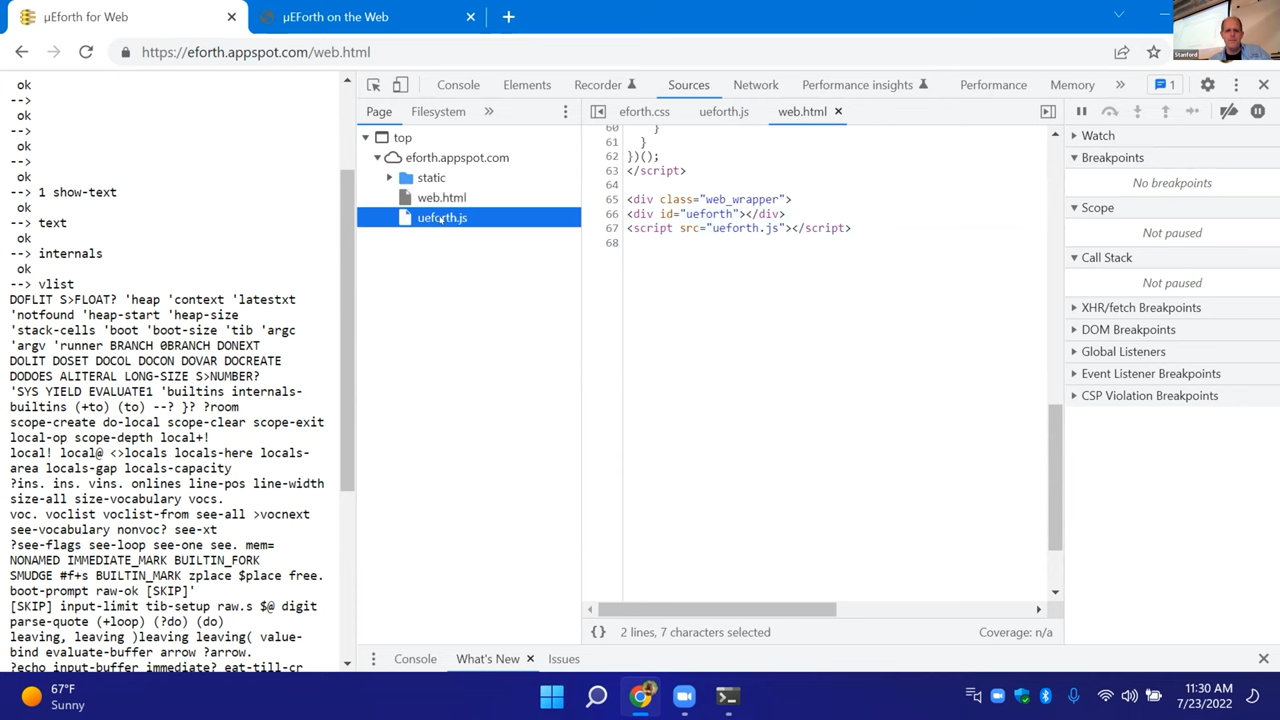 µEForth for Web
µEForth on the Web
https://eforth.appspot.com/web.html
Stanford
ok
-->
ok
-->
ok
-->
ok
--> 1 show-text
ok
--> text
ok
--> internals
ok
--> vlist
DOFLIT S>FLOAT? 'heap 'context 'latestxt
'notfound 'heap-start 'heap-size
'stack-cells 'boot 'boot-size 'tib 'argc
'argv 'runner BRANCH 0BRANCH DONEXT
DOLIT DOSET DOCOL DOCON DOVAR DOCREATE
DODOES ALITERAL LONG-SIZE S>NUMBER?
'SYS YIELD EVALUATE1 'builtins internals-
builtins (+to) (to) --? }? ?room
scope-create do-local scope-clear scope-exit
local-op scope-depth local+!
local! local@ <>locals locals-here locals-
area locals-gap locals-capacity
?ins. ins. vins. onlines line-pos line-width
size-all size-vocabulary vocs.
voc. voclist voclist-from see-all >vocnext
see-vocabulary nonvoc? see-xt
?see-flags see-loop see-one see. mem=
NONAMED IMMEDIATE_MARK BUILTIN_FORK
SMUDGE #f+s BUILTIN_MARK zplace $place free.
boot-prompt raw-ok [SKIP]'
[SKIP] input-limit tib-setup raw.s $@ digit
parse-quote (+loop) (?do) (do)
leaving, leaving )leaving leaving( value-
bind evaluate-buffer arrow ?arrow.
?echo input-buffer immediate? eat-till-cr
Console Elements Recorder Sources Network Performance insights Performance Memory » 1
Page Filesystem »
top
eforth.appspot.com
static
web.html
ueforth.js
eforth.css ueforth.js web.html
60 }
61 }
62 })();
63 </script>
64
65 <div class="web_wrapper">
66 <div id="ueforth"></div>
67 <script src="ueforth.js"></script>
68
{ } 2 lines, 7 characters selected Coverage: n/a
Watch
Breakpoints
No breakpoints
Scope
Not paused
Call Stack
Not paused
XHR/fetch Breakpoints
DOM Breakpoints
Global Listeners
Event Listener Breakpoints
CSP Violation Breakpoints
Console What's New Issues
67°F
Sunny
11:30 AM
7/23/2022